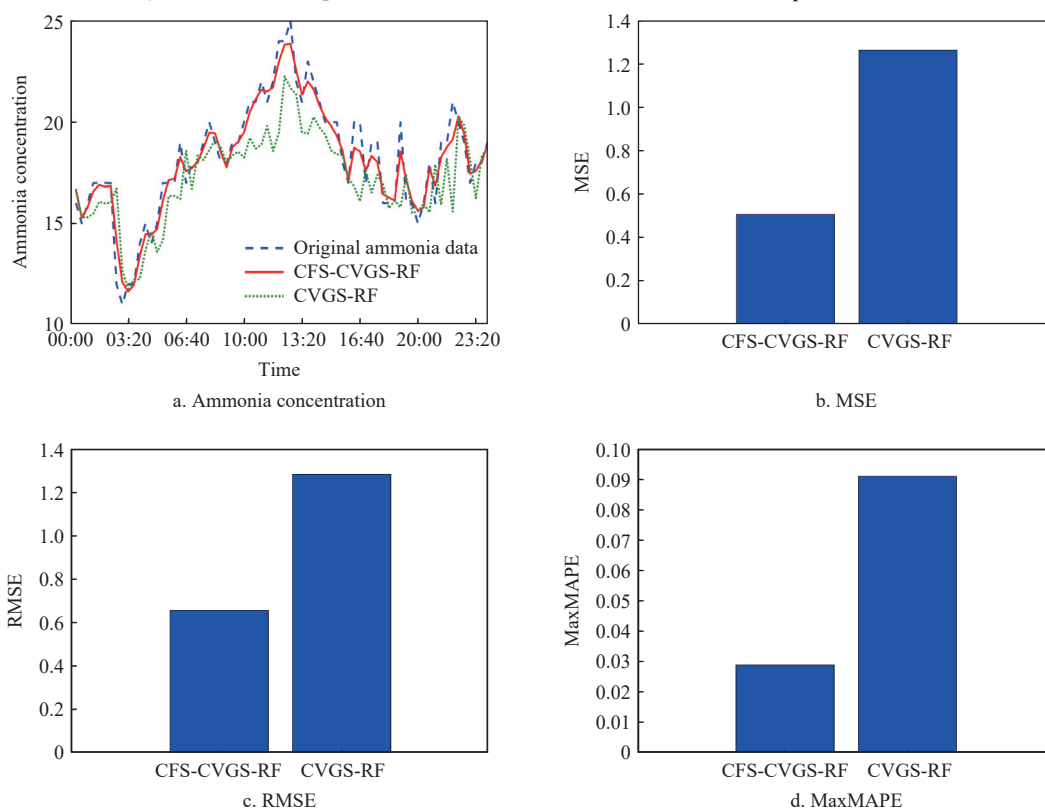 25
20
15
10
Ammonia concentration
Original ammonia data
CFS-CVGS-RF
CVGS-RF
00:00 03:20 06:40 10:00 13:20 16:40 20:00 23:20
Time
a. Ammonia concentration
1.4
1.2
1.0
0.8
0.6
0.4
0.2
0
MSE
CFS-CVGS-RF CVGS-RF
b. MSE
1.4
1.2
1.0
0.8
0.6
0.4
0.2
0
RMSE
CFS-CVGS-RF CVGS-RF
c. RMSE
0.10
0.09
0.08
0.07
0.06
0.05
0.04
0.03
0.02
0.01
0
MaxMAPE
CFS-CVGS-RF CVGS-RF
d. MaxMAPE